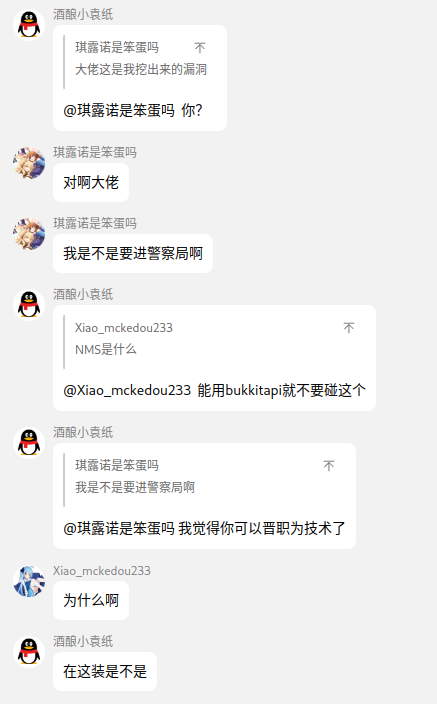 酒酿小袁纸
琪露诺是笨蛋吗
大佬这是我挖出来的漏洞
@琪露诺是笨蛋吗 你?
琪露诺是笨蛋吗
对啊大佬
琪露诺是笨蛋吗
我是不是要进警察局啊
酒酿小袁纸
Xiao_mckedou233
NMS是什么
@Xiao_mckedou233 能用bukkitapi就不要碰这个
酒酿小袁纸
琪露诺是笨蛋吗
我是不是要进警察局啊
@琪露诺是笨蛋吗 我觉得你可以晋职为技术了
Xiao_mckedou233
为什么啊
酒酿小袁纸
在这装是不是